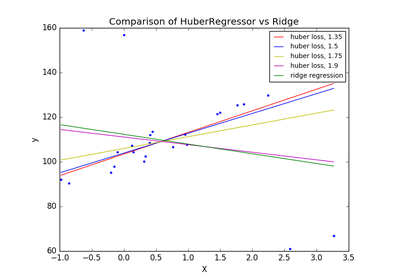 Comparison of HuberRegressor vs Ridge
160
140
120
100
80
60
y
huber loss, 1.35
huber loss, 1.5
huber loss, 1.75
huber loss, 1.9
ridge regression
−1.0 −0.5 0.0 0.5 1.0 1.5 2.0 2.5 3.0 3.5
X